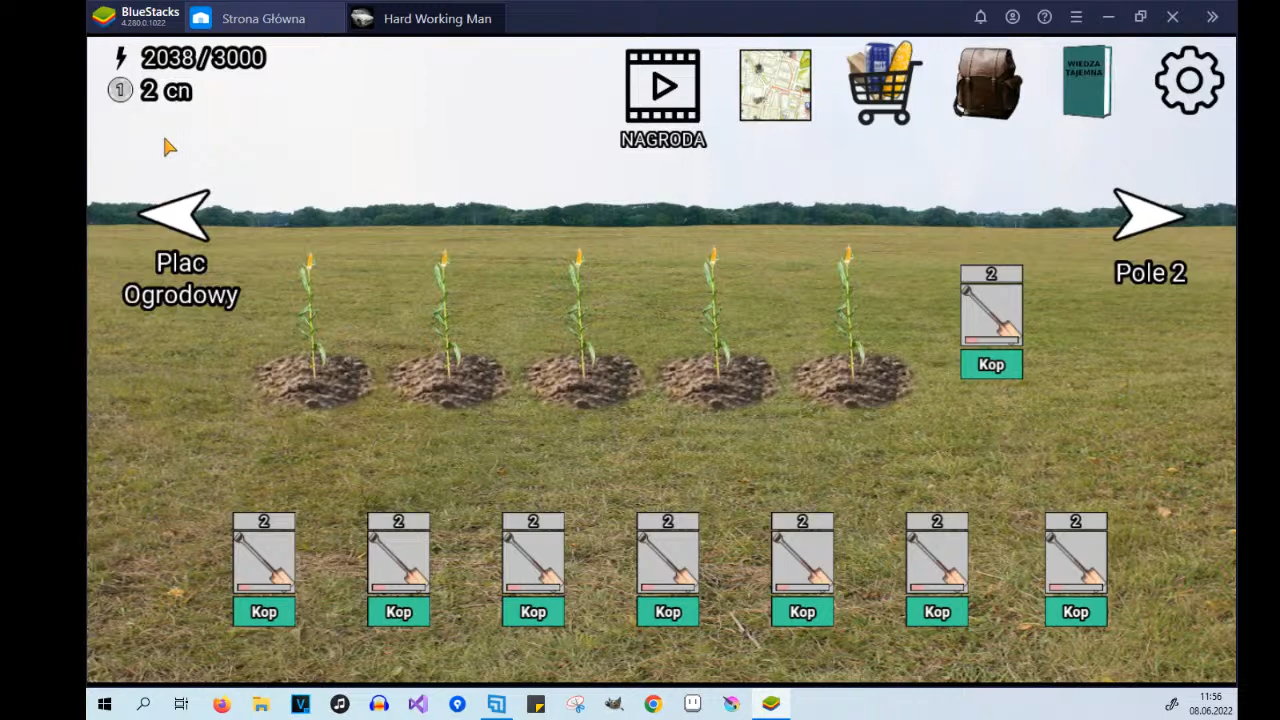 BlueStacks
4.280.0.1022
Strona Główna
Hard Working Man
2038 / 3000
1
2 cn
NAGRODA
WIEDZA
TAJEMNA
Plac
Ogrodowy
Pole 2
2
Kop
2 2 2 2 2 2 2
Kop Kop Kop Kop Kop Kop Kop
11:56
08.06.2022